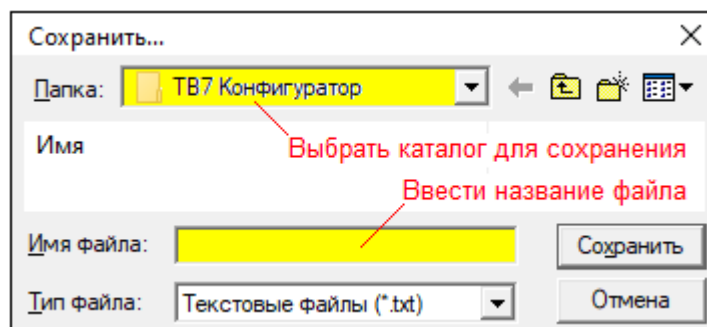 Сохранить...
Папка: ТВ7 Конфигуратор
Имя
Выбрать каталог для сохранения
Ввести название файла
Имя файла: Сохранить
Тип файла: Текстовые файлы (*.txt) Отмена